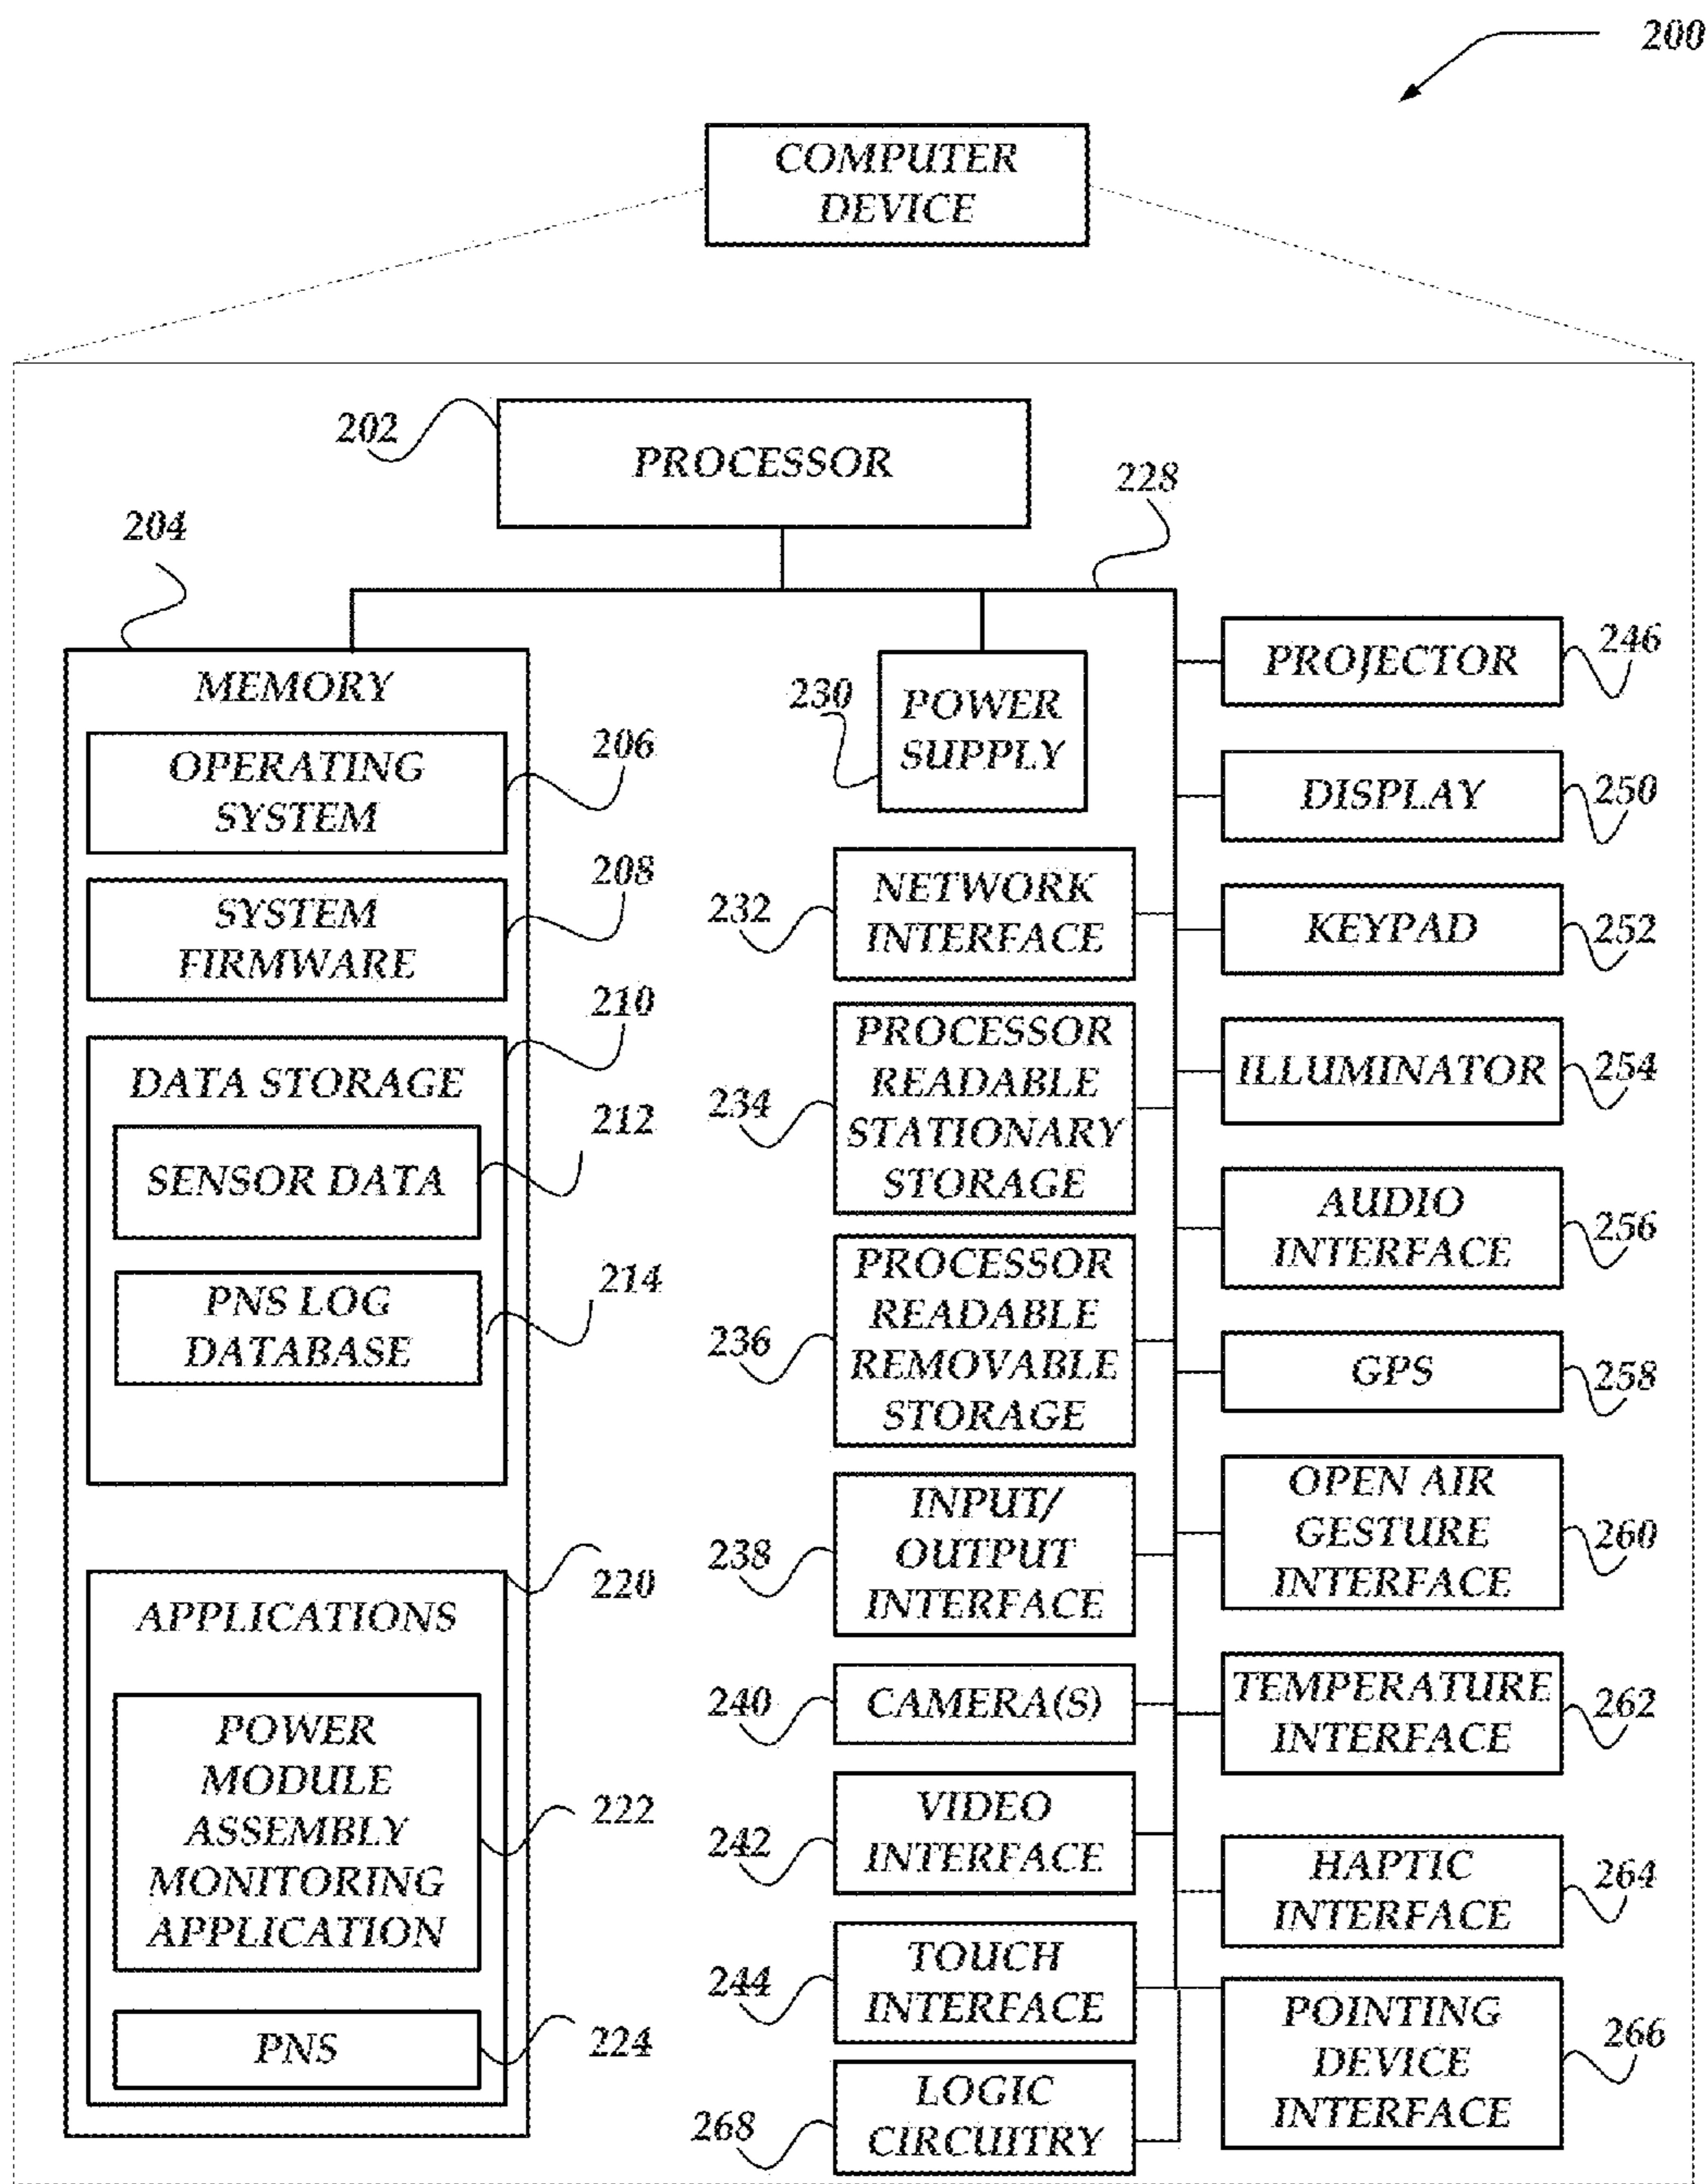 200
COMPUTER
DEVICE
202
PROCESSOR
228
204
MEMORY
OPERATING
SYSTEM
206
SYSTEM
FIRMWARE
208
DATA STORAGE
210
SENSOR DATA
212
PNS LOG
DATABASE
214
APPLICATIONS
220
POWER
MODULE
ASSEMBLY
MONITORING
APPLICATION
222
PNS
224
230
POWER
SUPPLY
232
NETWORK
INTERFACE
234
PROCESSOR
READABLE
STATIONARY
STORAGE
236
PROCESSOR
READABLE
REMOVABLE
STORAGE
238
INPUT/
OUTPUT
INTERFACE
240
CAMERA(S)
242
VIDEO
INTERFACE
244
TOUCH
INTERFACE
268
LOGIC
CIRCUITRY
PROJECTOR
246
DISPLAY
250
KEYPAD
252
ILLUMINATOR
254
AUDIO
INTERFACE
256
GPS
258
OPEN AIR
GESTURE
INTERFACE
260
TEMPERATURE
INTERFACE
262
HAPTIC
INTERFACE
264
POINTING
DEVICE
INTERFACE
266